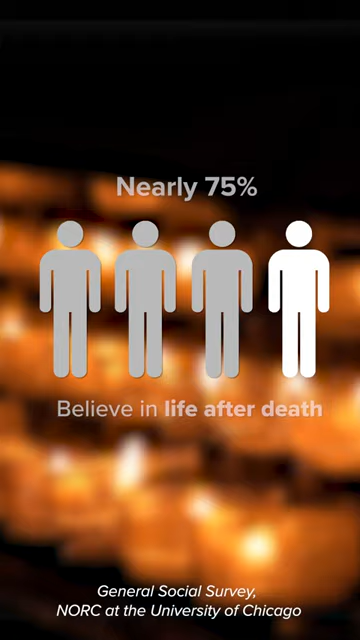 Nearly 75%
Believe in life after death
General Social Survey,
NORC at the University of Chicago